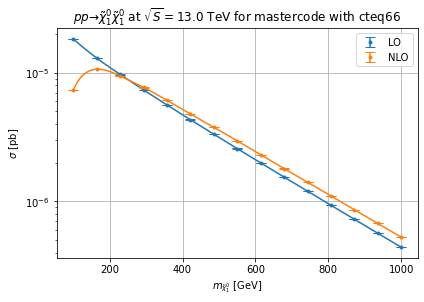 pp→χ̃₁⁰χ̃₁⁰ at √S = 13.0 TeV for mastercode with cteq66
LO
NLO
σ [pb]
10⁻⁵
10⁻⁶
200 400 600 800 1000
m_χ̃₁⁰ [GeV]